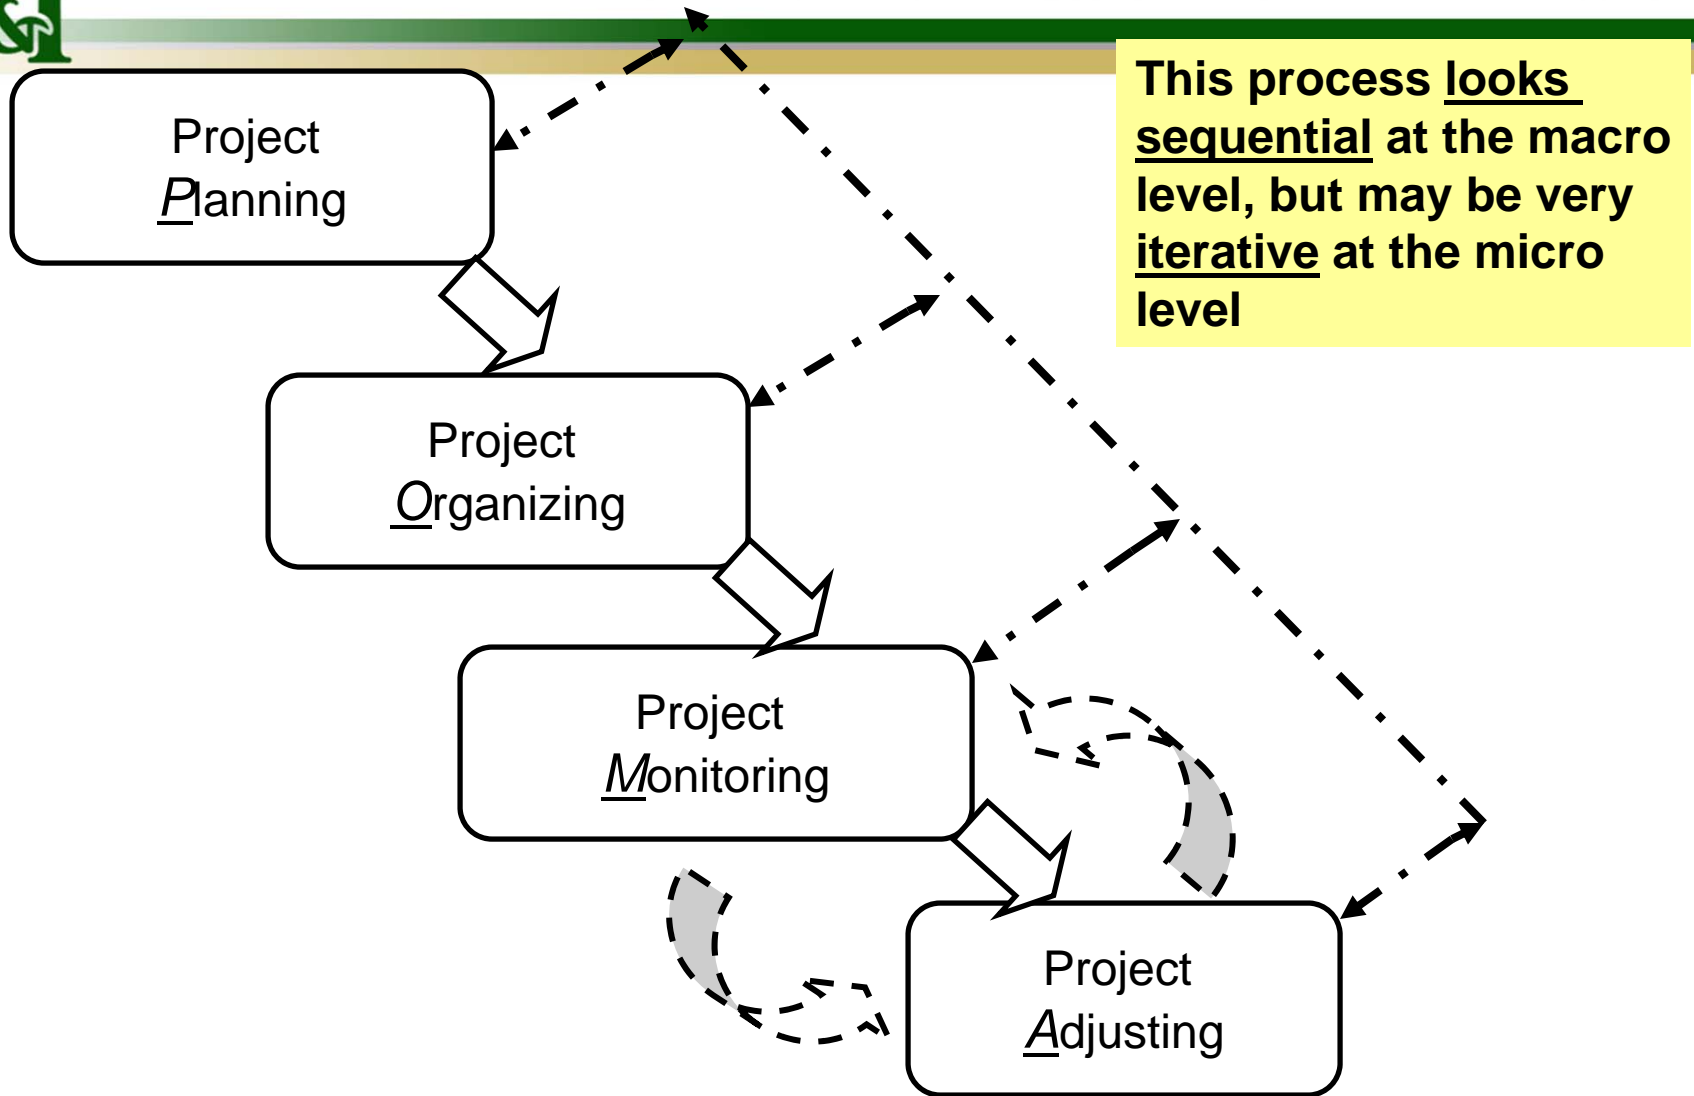 This process looks
sequential at the macro
level, but may be very
iterative at the micro
level
Project
Planning
Project
Organizing
Project
Monitoring
Project
Adjusting